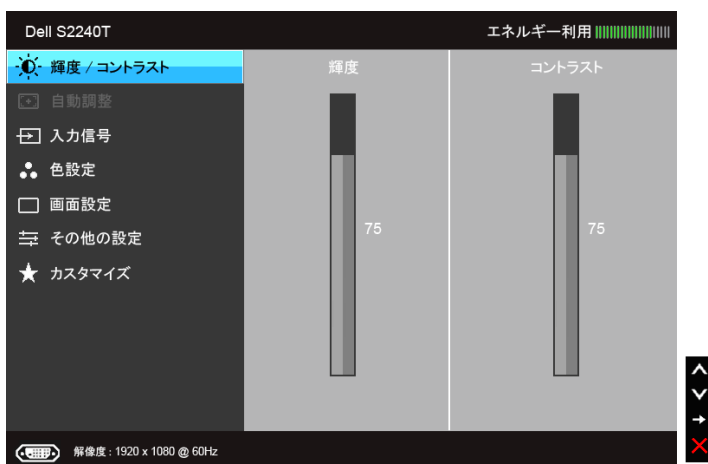 Dell S2240T
エネルギー利用
輝度 / コントラスト
輝度
コントラスト
自動調整
入力信号
色設定
画面設定
75
75
その他の設定
カスタマイズ
解像度 : 1920 x 1080 @ 60Hz